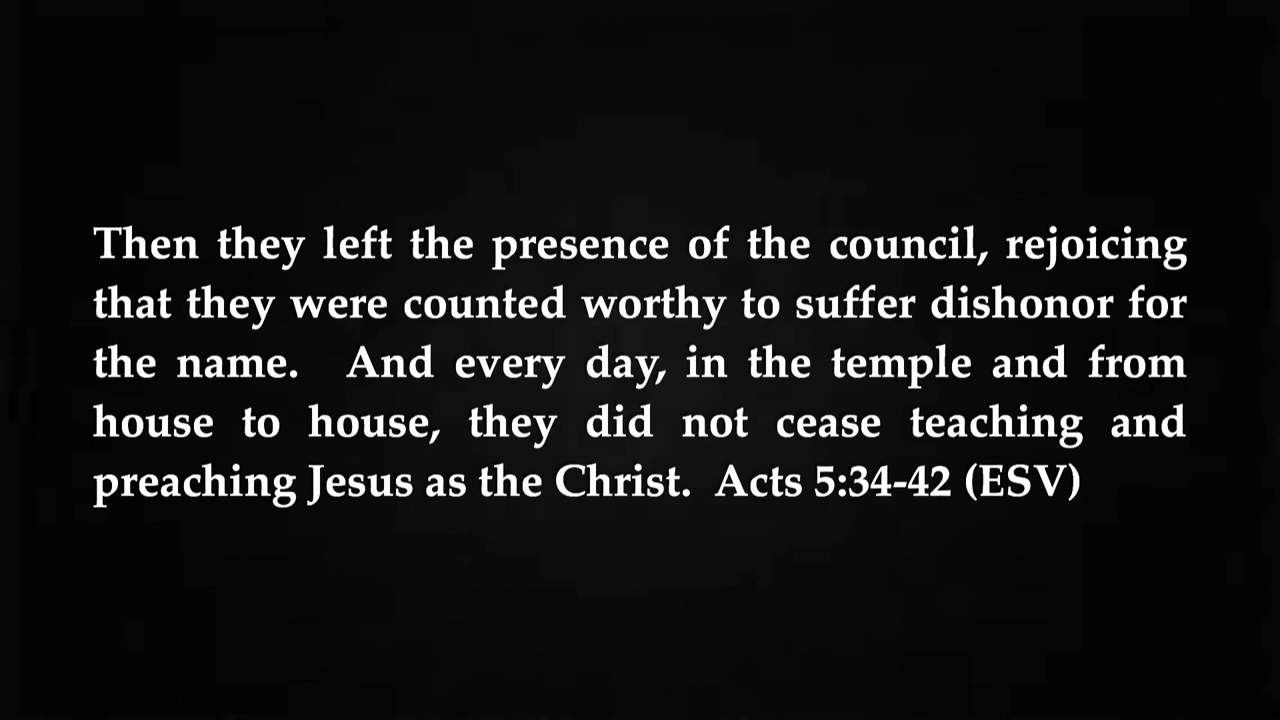 Then they left the presence of the council, rejoicing
that they were counted worthy to suffer dishonor for
the name.  And every day, in the temple and from
house to house, they did not cease teaching and
preaching Jesus as the Christ.  Acts 5:34-42 (ESV)